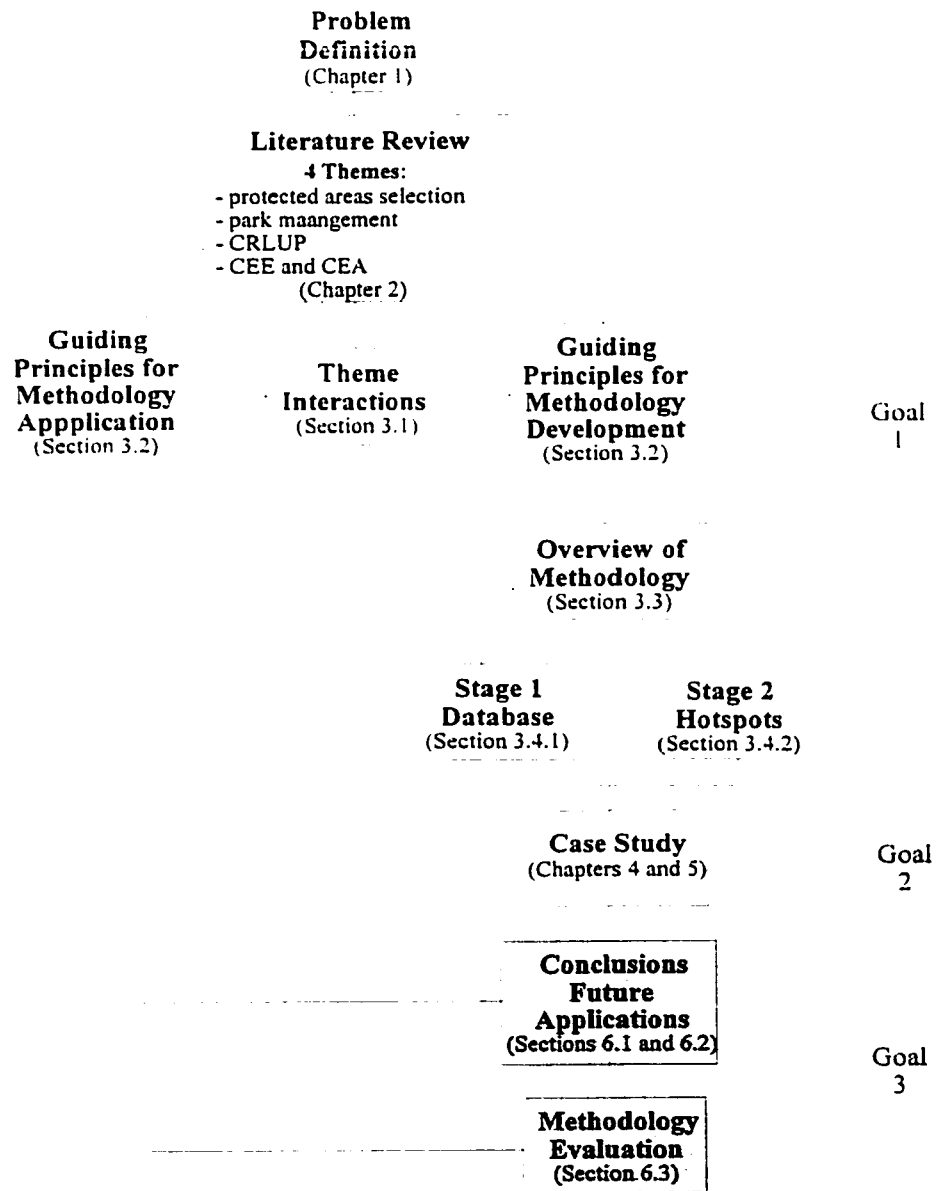 Problem
Definition
(Chapter 1)
Literature Review
4 Themes:
- protected areas selection
- park maangement
- CRLUP
- CEE and CEA
(Chapter 2)
Guiding
Principles for
Methodology
Appplication
(Section 3.2)
Theme
Interactions
(Section 3.1)
Guiding
Principles for
Methodology
Development
(Section 3.2)
Goal
1
Overview of
Methodology
(Section 3.3)
Stage 1
Database
(Section 3.4.1)
Stage 2
Hotspots
(Section 3.4.2)
Case Study
(Chapters 4 and 5)
Goal
2
Conclusions
Future
Applications
(Sections 6.1 and 6.2)
Goal
3
Methodology
Evaluation
(Section 6.3)